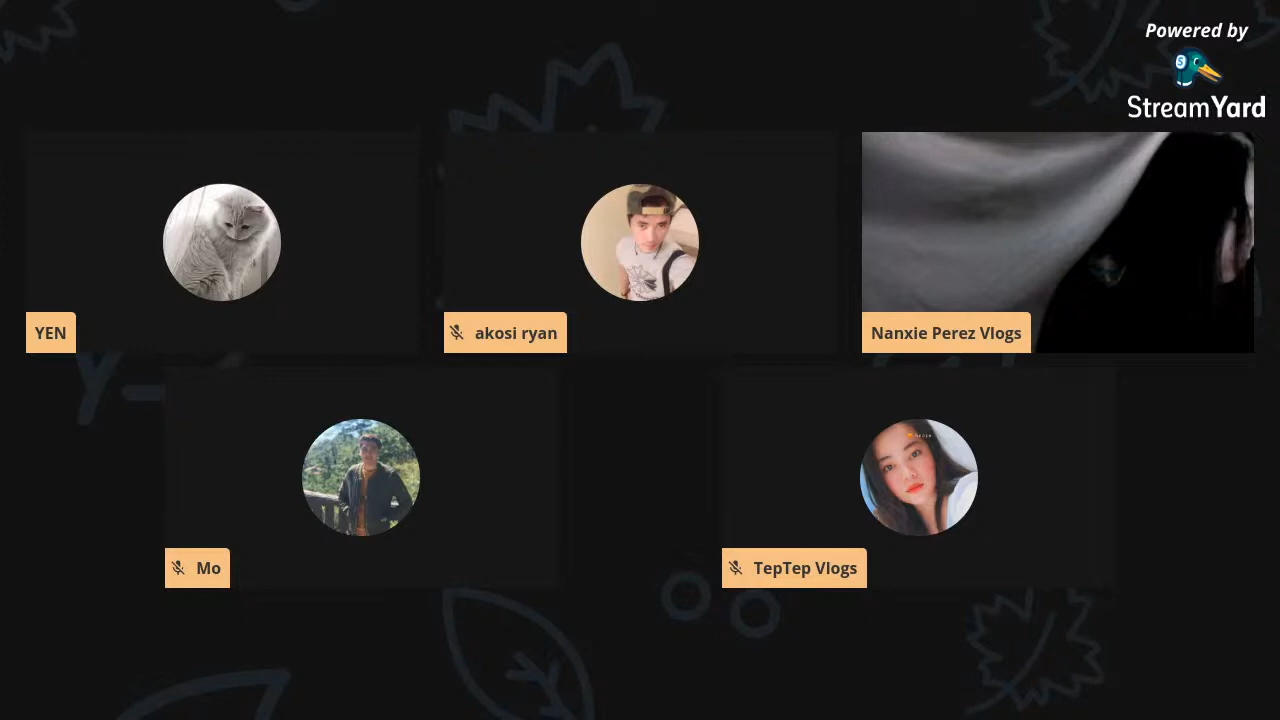 Powered by
StreamYard
YEN
akosi ryan
Nanxie Perez Vlogs
Mo
TepTep Vlogs